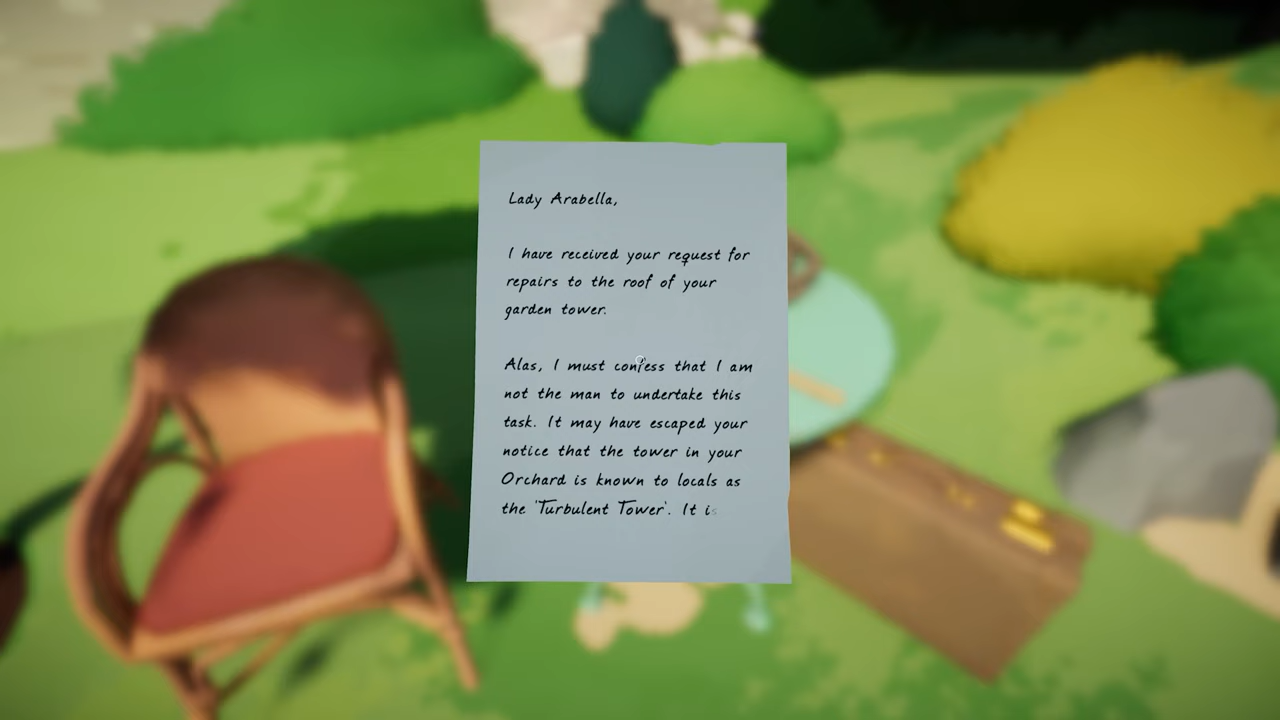 Lady Arabella,
I have received your request for
repairs to the roof of your
garden tower.
Alas, I must confess that I am
not the man to undertake this
task. It may have escaped your
notice that the tower in your
Orchard is known to locals as
the 'Turbulent Tower'. It is